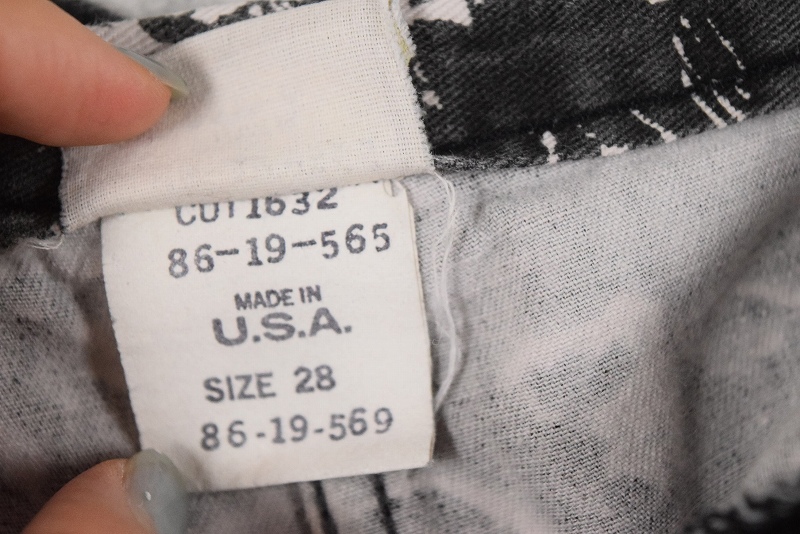 CUT1632
86-19-565
MADE IN
U.S.A.
SIZE 28
86-19-569